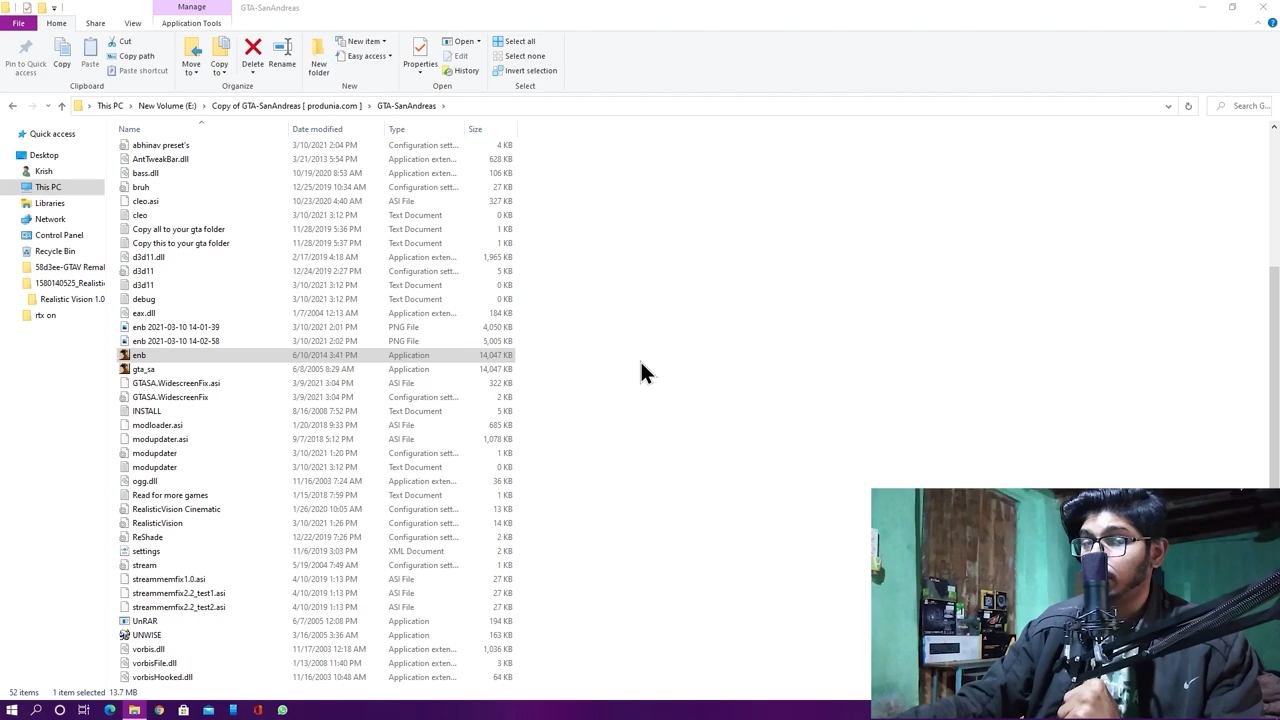 Manage
GTA-SanAndreas
File
Home
Share
View
Application Tools
Pin to Quick access
Copy
Paste
Cut
Copy path
Paste shortcut
Clipboard
Move to
Copy to
Delete
Rename
Organize
New folder
New item
Easy access
New
Properties
Open
Edit
History
Open
Select all
Select none
Invert selection
Select
This PC
New Volume (E:)
Copy of GTA-SanAndreas [ produnia.com ]
GTA-SanAndreas
Search G...
Quick access
Desktop
Krish
This PC
Libraries
Network
Control Panel
Recycle Bin
58d3ee-GTAV Remal
1580140525_Realisti
Realistic Vision 1.0
rtx on
Name Date modified Type Size
abhinav preset's 3/10/2021 2:04 PM Configuration sett... 4 KB
AntTweakBar.dll 3/21/2013 5:54 PM Application exten... 628 KB
bass.dll 10/19/2020 8:53 AM Application exten... 106 KB
bruh 12/25/2019 10:34 AM Configuration sett... 27 KB
cleo.asi 10/23/2020 4:40 AM ASI File 327 KB
cleo 3/10/2021 3:12 PM Text Document 0 KB
Copy all to your gta folder 11/28/2019 5:36 PM Text Document 1 KB
Copy this to your gta folder 11/28/2019 5:37 PM Text Document 1 KB
d3d11.dll 2/17/2019 4:18 AM Application exten... 1,965 KB
d3d11 12/24/2019 2:27 PM Configuration sett... 5 KB
d3d11 3/10/2021 3:12 PM Text Document 0 KB
debug 3/10/2021 3:12 PM Text Document 0 KB
eax.dll 1/7/2004 12:13 AM Application exten... 184 KB
enb 2021-03-10 14-01-39 3/10/2021 2:01 PM PNG File 4,050 KB
enb 2021-03-10 14-02-58 3/10/2021 2:02 PM PNG File 5,005 KB
enb 6/10/2014 3:41 PM Application 14,047 KB
gta_sa 6/8/2005 8:29 AM Application 14,047 KB
GTASA.WidescreenFix.asi 3/9/2021 3:04 PM ASI File 322 KB
GTASA.WidescreenFix 3/9/2021 3:04 PM Configuration sett... 2 KB
INSTALL 8/16/2008 7:52 PM Text Document 5 KB
modloader.asi 1/20/2018 9:33 PM ASI File 685 KB
modupdater.asi 9/7/2018 5:12 PM ASI File 1,078 KB
modupdater 3/10/2021 1:20 PM Configuration sett... 1 KB
modupdater 3/10/2021 3:12 PM Text Document 0 KB
ogg.dll 11/16/2003 7:24 AM Application exten... 36 KB
Read for more games 1/15/2018 7:59 PM Text Document 1 KB
RealisticVision Cinematic 1/26/2020 10:05 AM Configuration sett... 13 KB
RealisticVision 3/10/2021 1:26 PM Configuration sett... 14 KB
ReShade 12/22/2019 7:26 PM Configuration sett... 2 KB
settings 11/6/2019 3:03 PM XML Document 2 KB
stream 5/19/2004 7:49 AM Configuration sett... 1 KB
streammemfix1.0.asi 4/10/2019 1:13 PM ASI File 27 KB
streammemfix2.2_test1.asi 4/10/2019 1:13 PM ASI File 27 KB
streammemfix2.2_test2.asi 4/10/2019 1:13 PM ASI File 27 KB
UnRAR 6/7/2005 12:08 PM Application 194 KB
UNWISE 3/16/2005 3:36 AM Application 163 KB
vorbis.dll 11/17/2003 12:18 AM Application exten... 1,036 KB
vorbisFile.dll 1/13/2008 11:40 PM Application exten... 3 KB
vorbisHooked.dll 11/16/2003 10:48 AM Application exten... 64 KB
52 items 1 item selected 13.7 MB